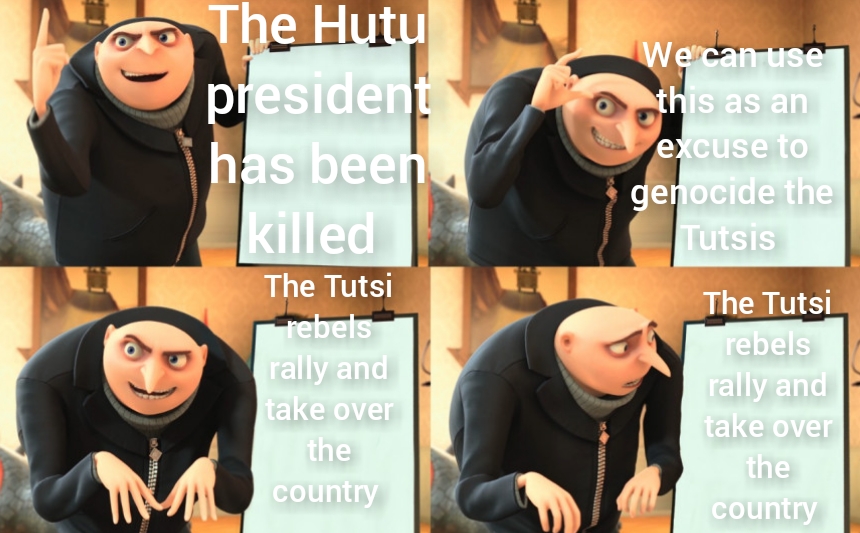 The Hutu
president
has been
killed
We can use
this as an
excuse to
genocide the
Tutsis
The Tutsi
rebels
rally and
take over
the
country
The Tutsi
rebels
rally and
take over
the
country